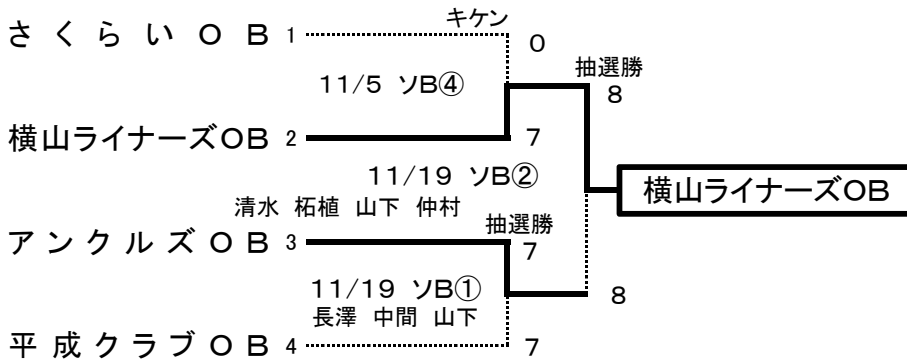 キケン
さくらいＯＢ 1
0
抽選勝
11/5 ソB④
8
横山ライナーズOB 2
7
11/19 ソB②
横山ライナーズOB
清水 柘植 山下 仲村
抽選勝
アンクルズＯＢ 3
7
11/19 ソB①
8
長澤 中間 山下
平成クラブＯＢ 4
7